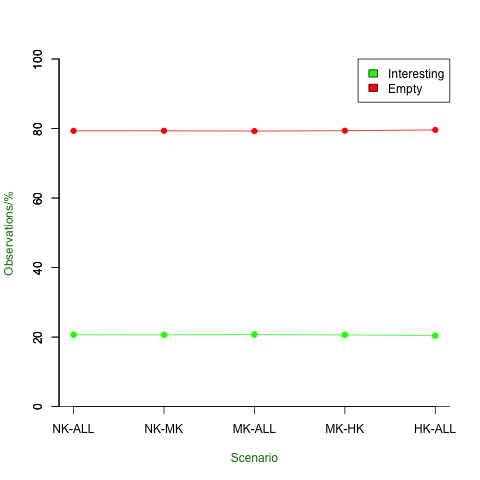 Interesting
Empty
100
80
60
40
20
0
Observations/%
NK-ALL NK-MK MK-ALL MK-HK HK-ALL
Scenario